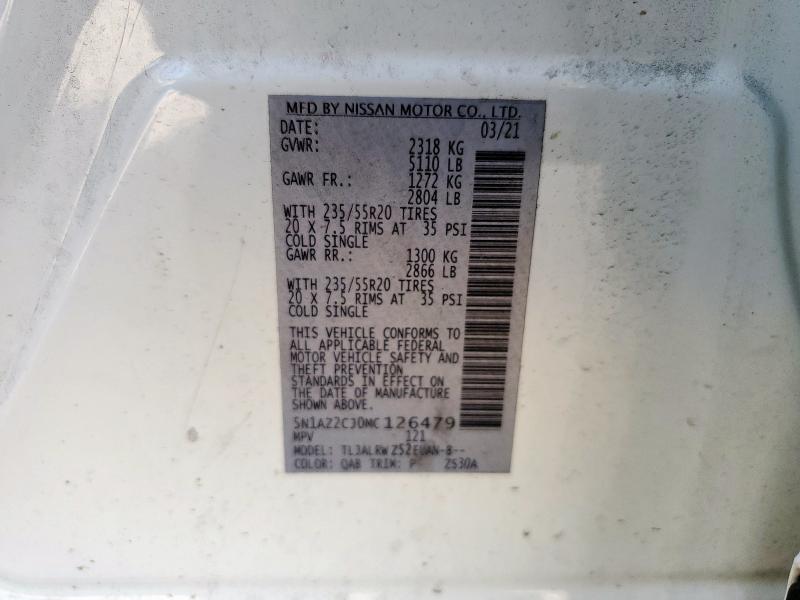 MFD BY NISSAN MOTOR CO., LTD.
DATE: 03/21
GVWR: 2318 KG
5110 LB
GAWR FR.: 1272 KG
2804 LB
WITH 235/55R20 TIRES
20 X 7.5 RIMS AT 35 PSI
COLD SINGLE
GAWR RR.: 1300 KG
2866 LB
WITH 235/55R20 TIRES
20 X 7.5 RIMS AT 35 PSI
COLD SINGLE
THIS VEHICLE CONFORMS TO
ALL APPLICABLE FEDERAL
MOTOR VEHICLE SAFETY AND
THEFT PREVENTION
STANDARDS IN EFFECT ON
THE DATE OF MANUFACTURE
SHOWN ABOVE.
5N1AZ2CJ0MC126479
MPV 121
MODEL: TL3ALRW Z52EUAN-B--
COLOR: QAB TRIM: P Z530A